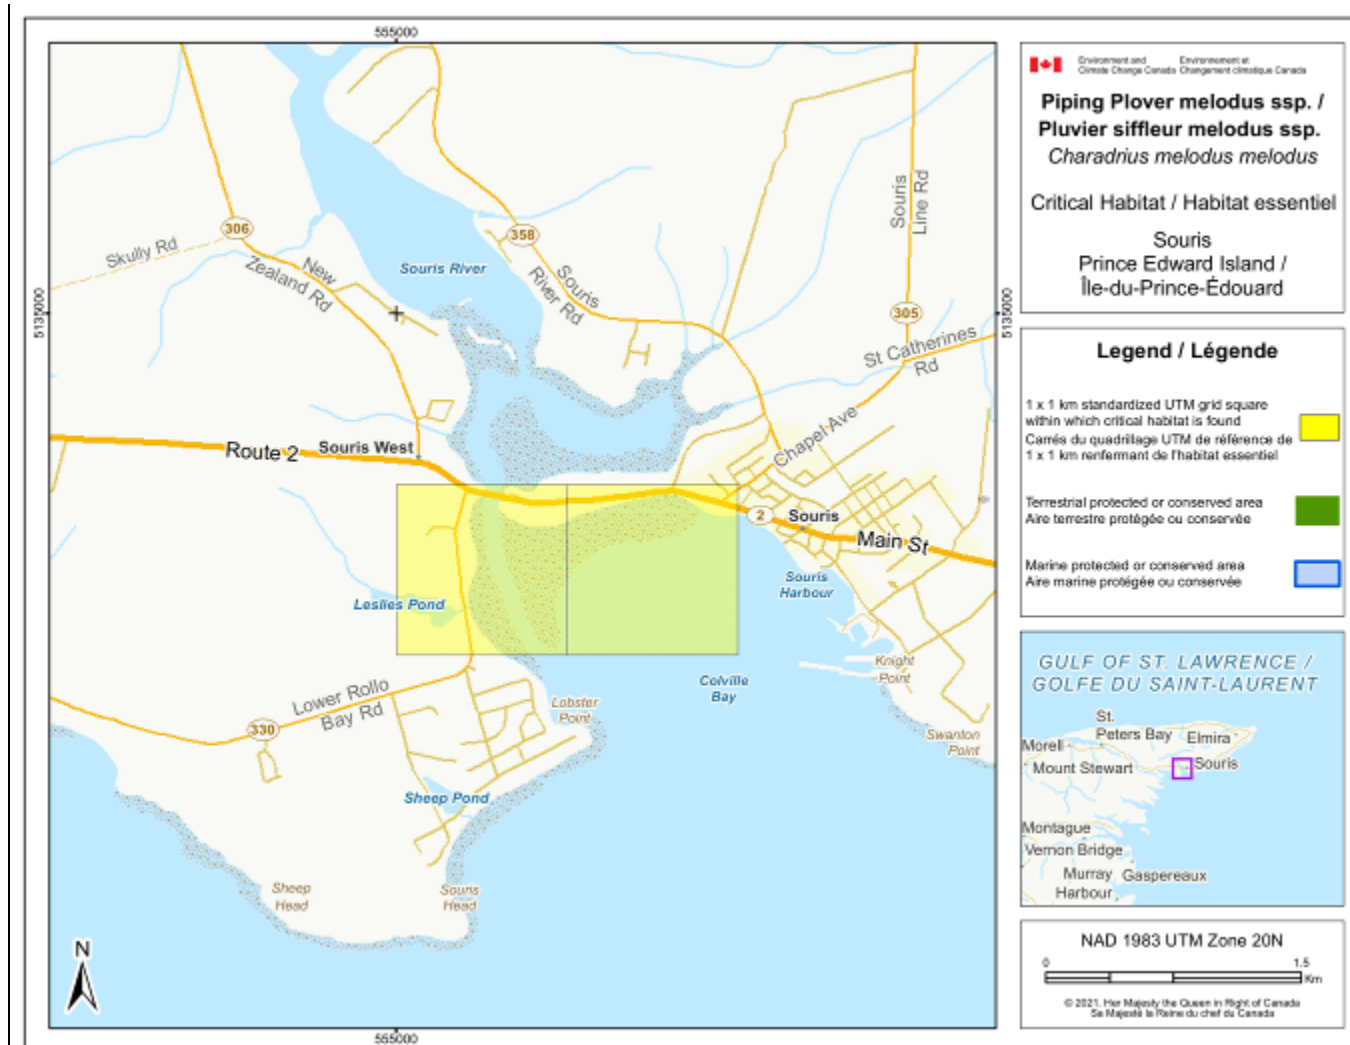 555000
5135000
5135000
555000
306
358
305
2
330
Skully Rd
New
Zealand Rd
Souris River
Souris
River Rd
Souris
Line Rd
St Catherines
Rd
Chapel Ave
Route 2
Souris West
Souris
Main St
Souris
Harbour
Leslies Pond
Colville
Bay
Knight
Point
Swanton
Point
Lower Rollo
Bay Rd
Lobster
Point
Sheep Pond
Sheep
Head
Souris
Head
N
Environment and
Climate Change Canada
Environnement et
Changement climatique Canada
Piping Plover melodus ssp. /
Pluvier siffleur melodus ssp.
Charadrius melodus melodus
Critical Habitat / Habitat essentiel
Souris
Prince Edward Island /
Île-du-Prince-Édouard
Legend / Légende
1 x 1 km standardized UTM grid square
within which critical habitat is found
Carrés du quadrillage UTM de référence de
1 x 1 km renfermant de l'habitat essentiel
Terrestrial protected or conserved area
Aire terrestre protégée ou conservée
Marine protected or conserved area
Aire marine protégée ou conservée
GULF OF ST. LAWRENCE /
GOLFE DU SAINT-LAURENT
St.
Peters Bay
Elmira
Morell
Mount Stewart
Souris
Montague
Vernon Bridge
Murray
Harbour
Gaspereaux
NAD 1983 UTM Zone 20N
0
1.5
Km
© 2021. Her Majesty the Queen in Right of Canada
Sa Majesté la Reine du chef du Canada